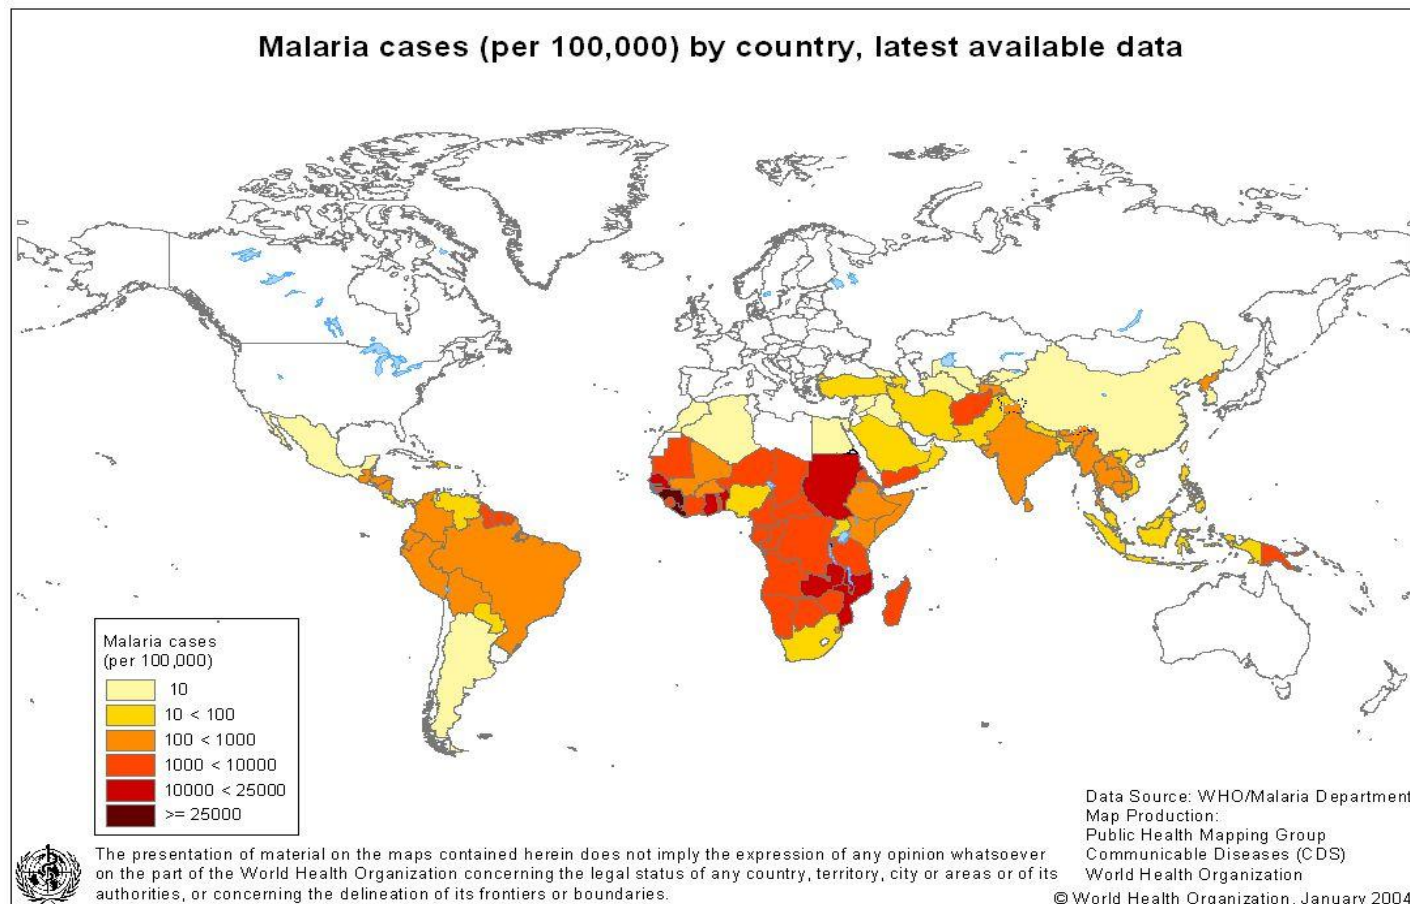 Malaria cases (per 100,000) by country, latest available data
Malaria cases
(per 100,000)
10
10 < 100
100 < 1000
1000 < 10000
10000 < 25000
>= 25000
Data Source: WHO/Malaria Department
Map Production:
Public Health Mapping Group
Communicable Diseases (CDS)
World Health Organization
© World Health Organization, January 2004
The presentation of material on the maps contained herein does not imply the expression of any opinion whatsoever
on the part of the World Health Organization concerning the legal status of any country, territory, city or areas or of its
authorities, or concerning the delineation of its frontiers or boundaries.